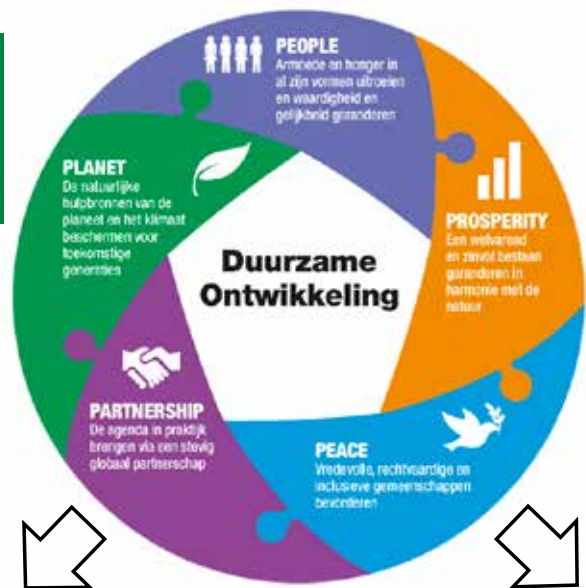 PEOPLE
Armoede en honger in
al zijn vormen uitroeien
en waardigheid en
gelijkheid garanderen
PLANET
De natuurlijke
hulpbronnen van de
planeet en het klimaat
beschermen voor
toekomstige
generaties
PROSPERITY
Een welvarend
en zinvol bestaan
garanderen in
harmonie met de
natuur
Duurzame
Ontwikkeling
PARTNERSHIP
De agenda in praktijk
brengen via een stevig
globaal partnerschap
PEACE
Vredevolle, rechtvaardige en
inclusieve gemeenschappen
bevorderen